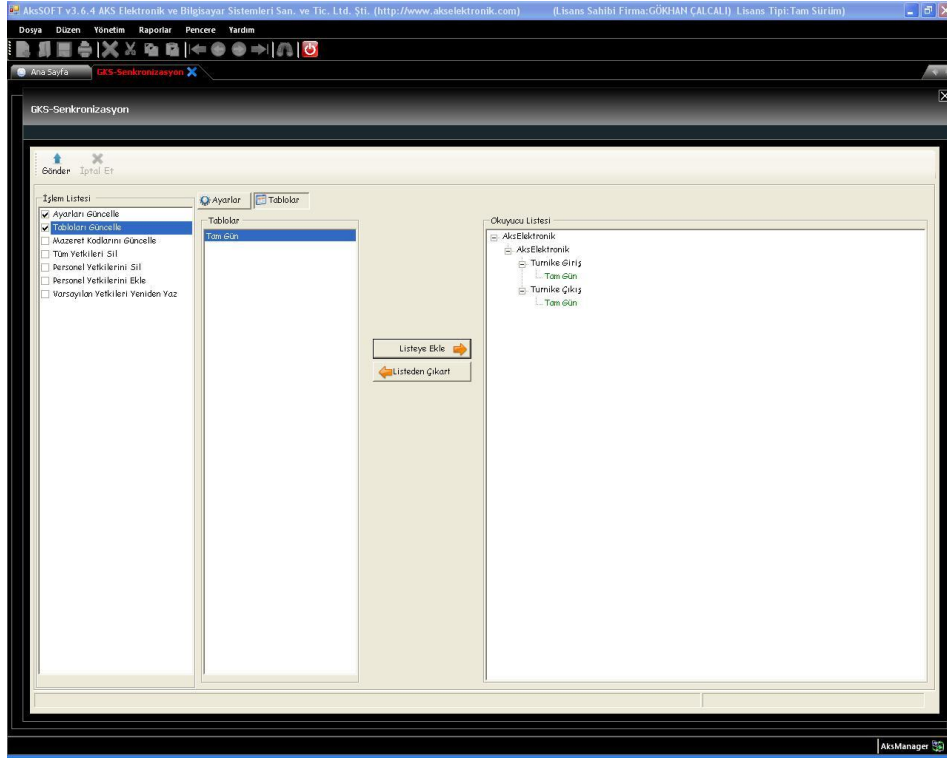 AksSOFT v3.6.4 AKS Elektronik ve Bilgisayar Sistemleri San. ve Tic. Ltd. Şti. (http://www.akselektronik.com) (Lisans Sahibi Firma:GÖKHAN ÇALCALI) Lisans Tipi:Tam Sürüm)
Dosya Düzen Yönetim Raporlar Pencere Yardım
Ana Sayfa GKS-Senkronizasyon
GKS-Senkronizasyon
Gönder İptal Et
İşlem Listesi
Ayarları Güncelle
Tabloları Güncelle
Mazeret Kodlarını Güncelle
Tüm Yetkileri Sil
Personel Yetkilerini Sil
Personel Yetkilerini Ekle
Varsayılan Yetkileri Yeniden Yaz
Ayarlar Tablolar
Tablolar
Tam Gün
Listeye Ekle
Listeden Çıkart
Okuyucu Listesi
AksElektronik
AksElektronik
Turnike Giriş
Tam Gün
Turnike Çıkış
Tam Gün
AksManager